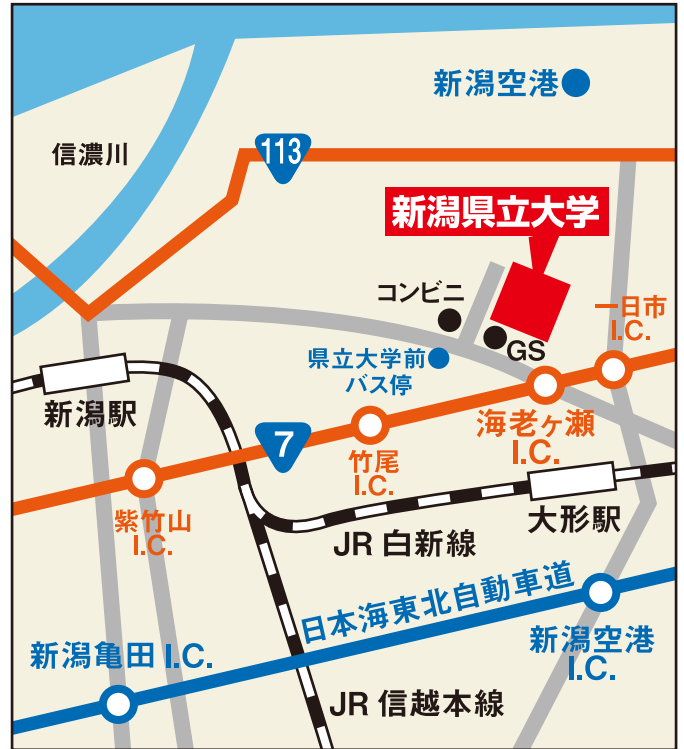 新潟空港
信濃川
113
新潟県立大学
コンビニ
GS
一日市
I.C.
県立大学前
バス停
新潟駅
海老ヶ瀬
I.C.
7
竹尾
I.C.
紫竹山
I.C.
大形駅
JR 白新線
日本海東北自動車道
新潟空港
I.C.
新潟亀田 I.C.
JR 信越本線